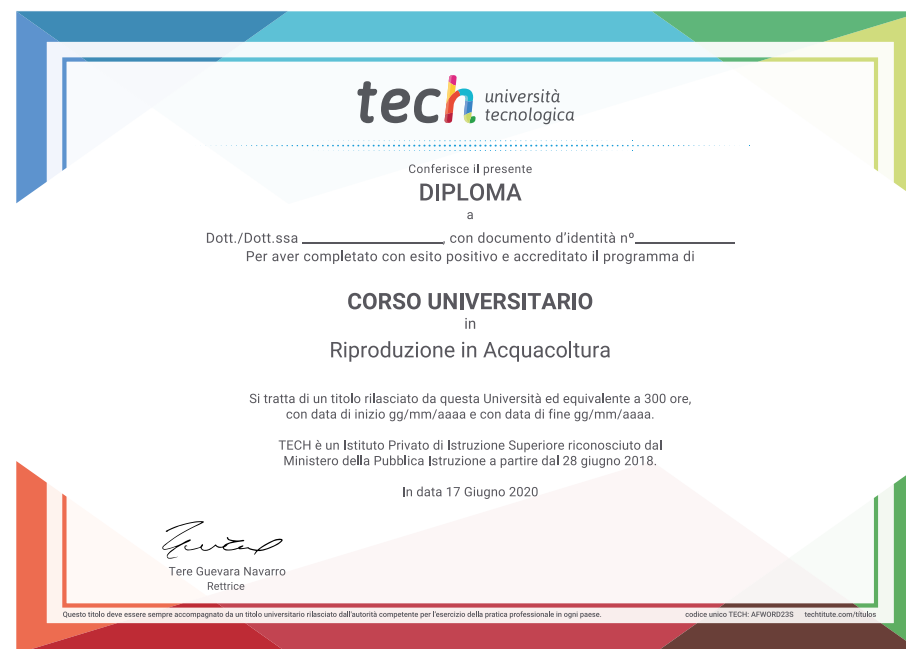 tech università
tecnologica
Conferisce il presente
DIPLOMA
a
Dott./Dott.ssa ____________________, con documento d'identità nº______________
Per aver completato con esito positivo e accreditato il programma di
CORSO UNIVERSITARIO
in
Riproduzione in Acquacoltura
Si tratta di un titolo rilasciato da questa Università ed equivalente a 300 ore,
con data di inizio gg/mm/aaaa e con data di fine gg/mm/aaaa.
TECH è un Istituto Privato di Istruzione Superiore riconosciuto dal
Ministero della Pubblica Istruzione a partire dal 28 giugno 2018.
In data 17 Giugno 2020
Tere Guevara Navarro
Rettrice
Questo titolo deve essere sempre accompagnato da un titolo universitario rilasciato dall'autorità competente per l'esercizio della pratica professionale in ogni paese. codice unico TECH: AFWORD23S techtitute.com/titulos